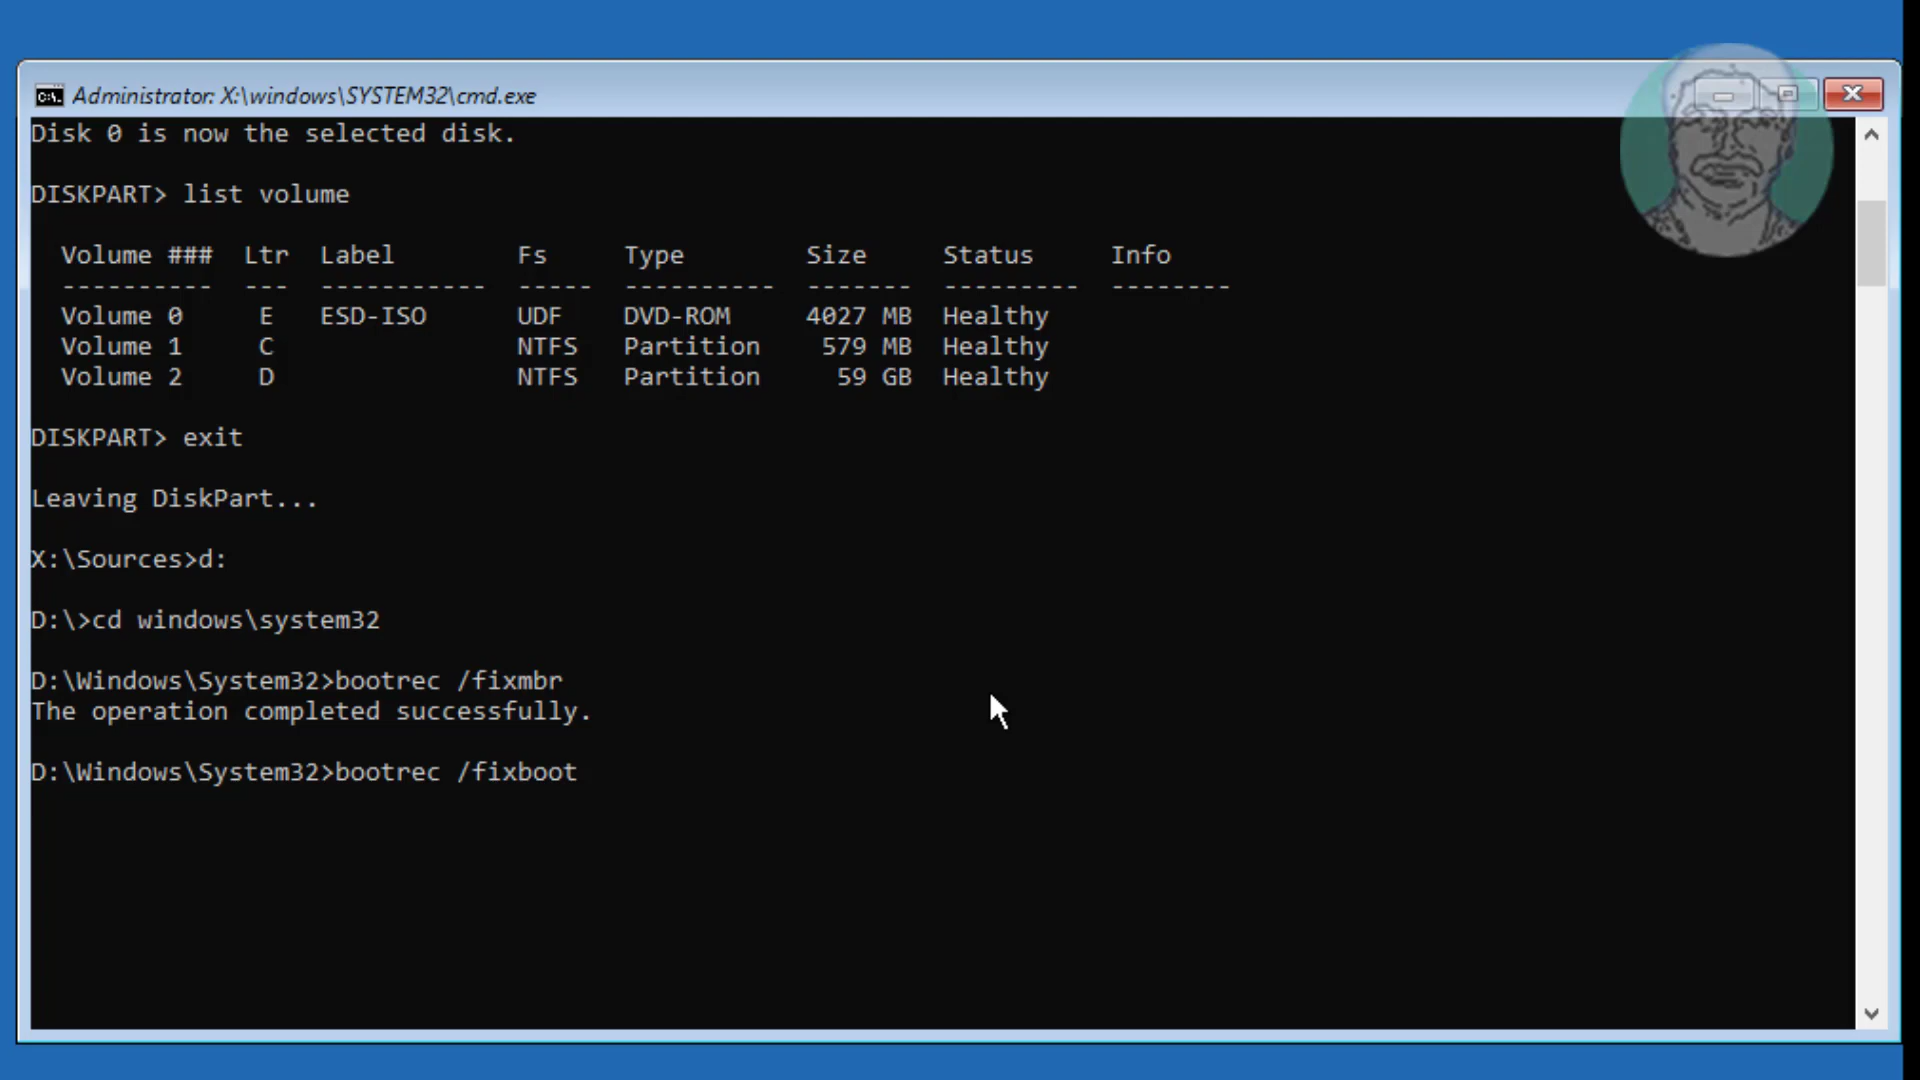 Administrator: X:\windows\SYSTEM32\cmd.exe
Disk 0 is now the selected disk.
DISKPART> list volume
Volume ### Ltr Label Fs Type Size Status Info
---------- --- ----------- ----- ---------- ------- --------- --------
Volume 0 E ESD-ISO UDF DVD-ROM 4027 MB Healthy
Volume 1 C NTFS Partition 579 MB Healthy
Volume 2 D NTFS Partition 59 GB Healthy
DISKPART> exit
Leaving DiskPart...
X:\Sources>d:
D:\>cd windows\system32
D:\Windows\System32>bootrec /fixmbr
The operation completed successfully.
D:\Windows\System32>bootrec /fixboot